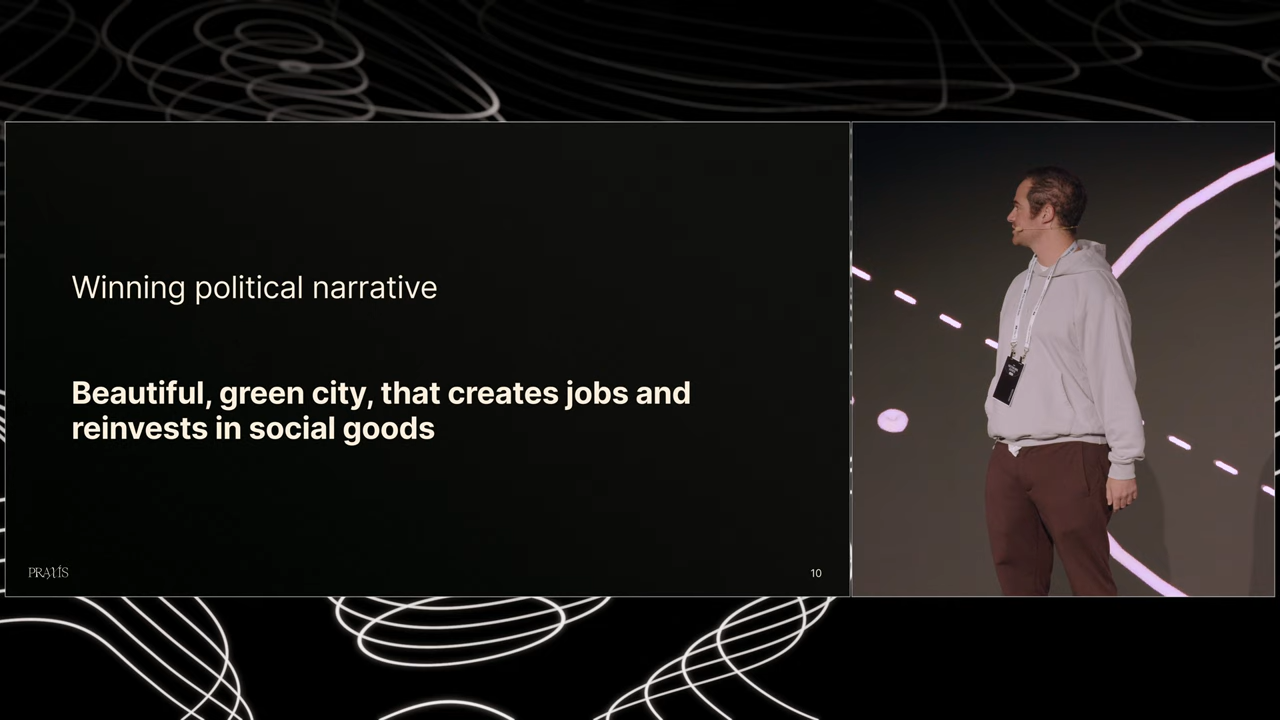 Winning political narrative
Beautiful, green city, that creates jobs and
reinvests in social goods
PRAXIS
10